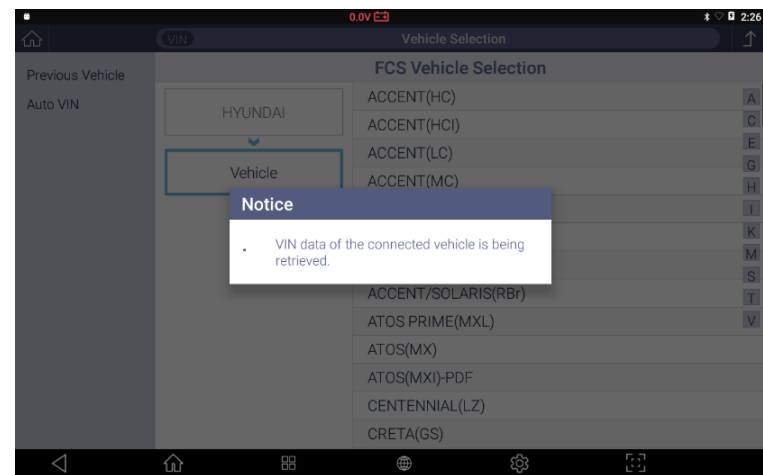 0.0V
2:26
VIN
Vehicle Selection
Previous Vehicle
Auto VIN
FCS Vehicle Selection
HYUNDAI
Vehicle
ACCENT(HC)
ACCENT(HCI)
ACCENT(LC)
ACCENT(MC)
Notice
. VIN data of the connected vehicle is being
retrieved.
ACCENT/SOLARIS(RBr)
ATOS PRIME(MXL)
ATOS(MX)
ATOS(MXI)-PDF
CENTENNIAL(LZ)
CRETA(GS)
A
C
E
G
H
I
K
M
S
T
V